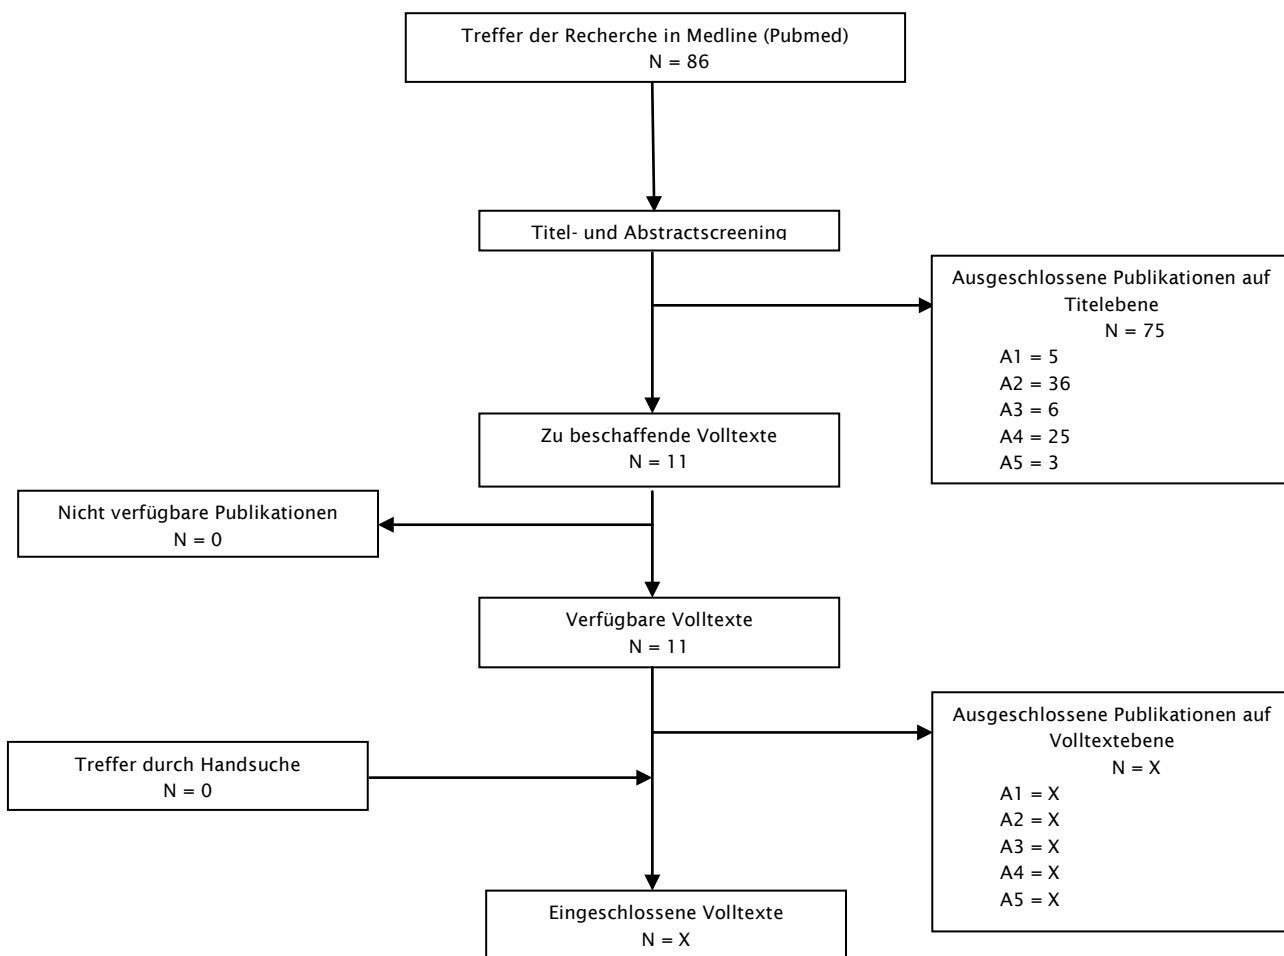 Treffer der Recherche in Medline (Pubmed)
N = 86
Titel- und Abstractscreening
Ausgeschlossene Publikationen auf
Titelebene
N = 75
A1 = 5
A2 = 36
A3 = 6
A4 = 25
A5 = 3
Zu beschaffende Volltexte
N = 11
Nicht verfügbare Publikationen
N = 0
Verfügbare Volltexte
N = 11
Ausgeschlossene Publikationen auf
Volltextebene
N = X
A1 = X
A2 = X
A3 = X
A4 = X
A5 = X
Treffer durch Handsuche
N = 0
Eingeschlossene Volltexte
N = X